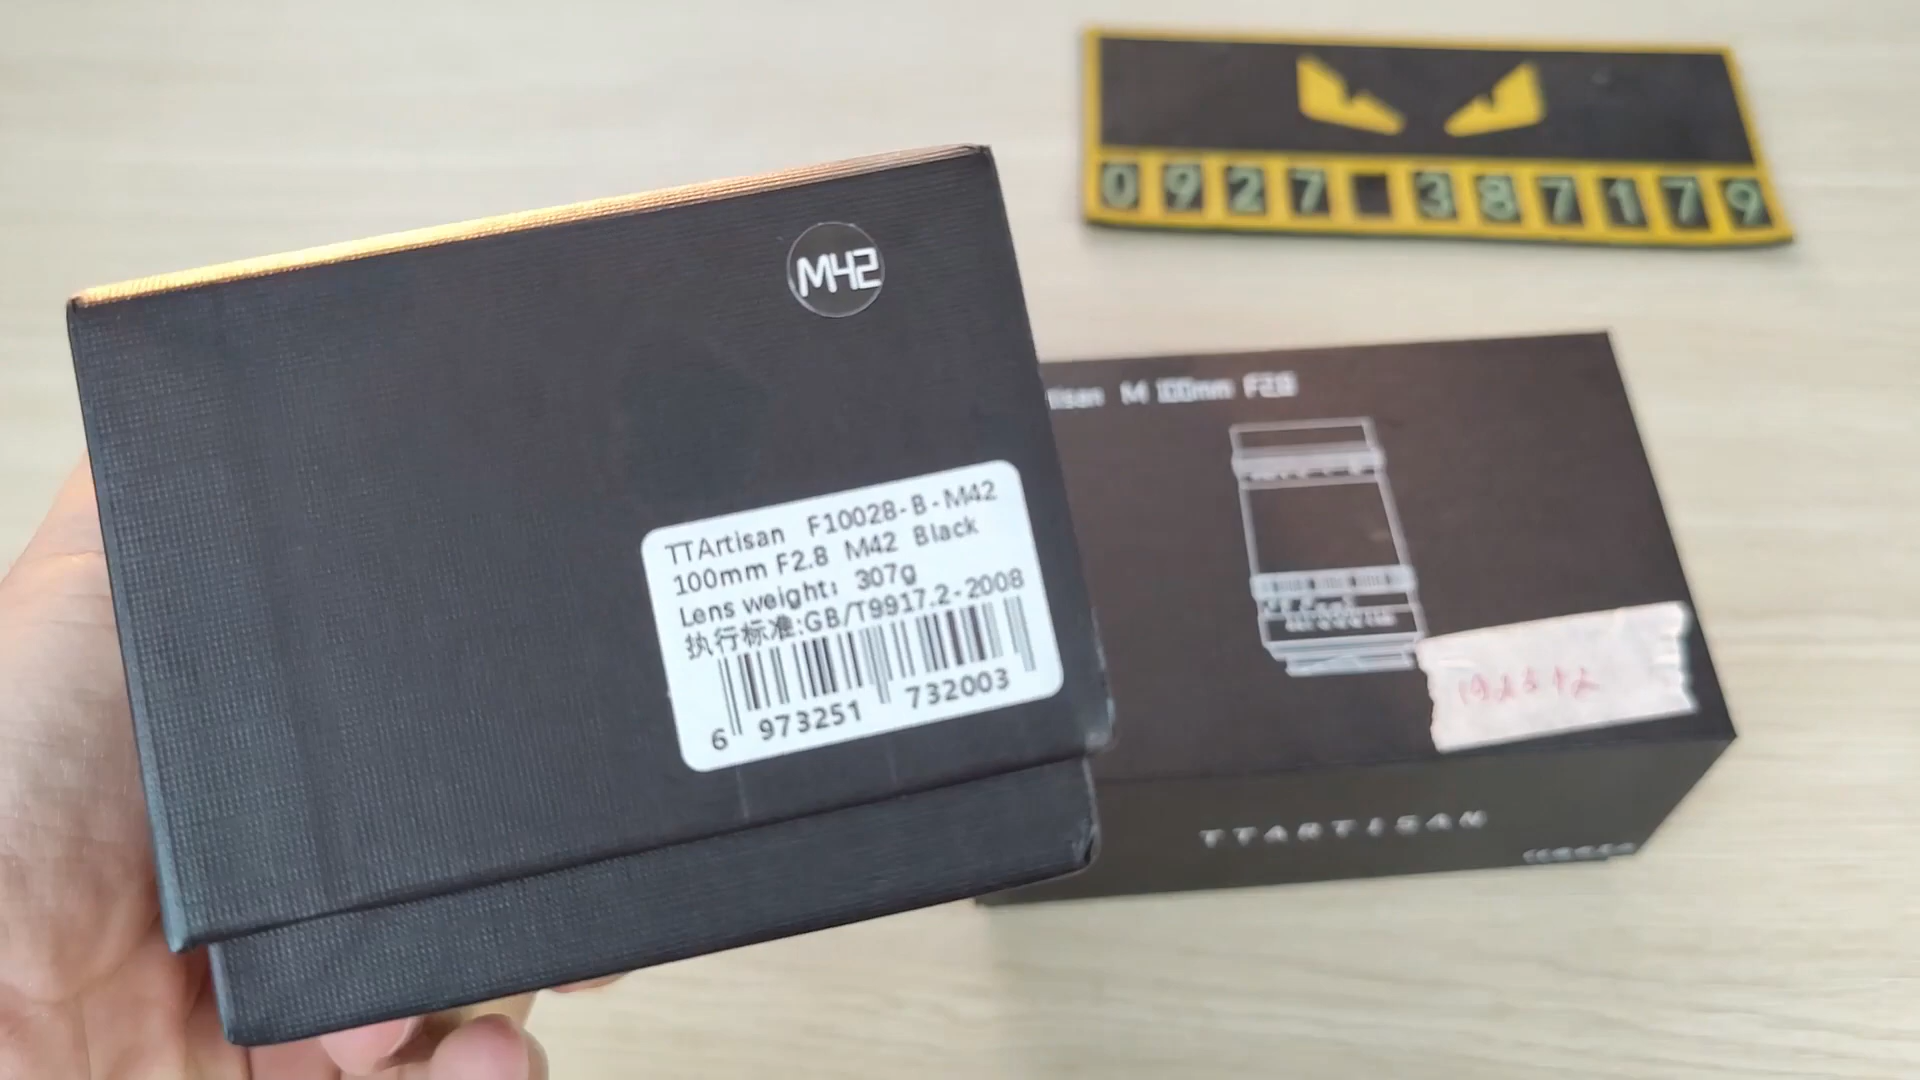 M42
TTArtisan F10028-B-M42
100mm F2.8 M42 Black
Lens weight: 307g
执行标准:GB/T9917.2-2008
6 973251 732003
0927 387179
tisan M 100mm F2.8
TTARTISAN